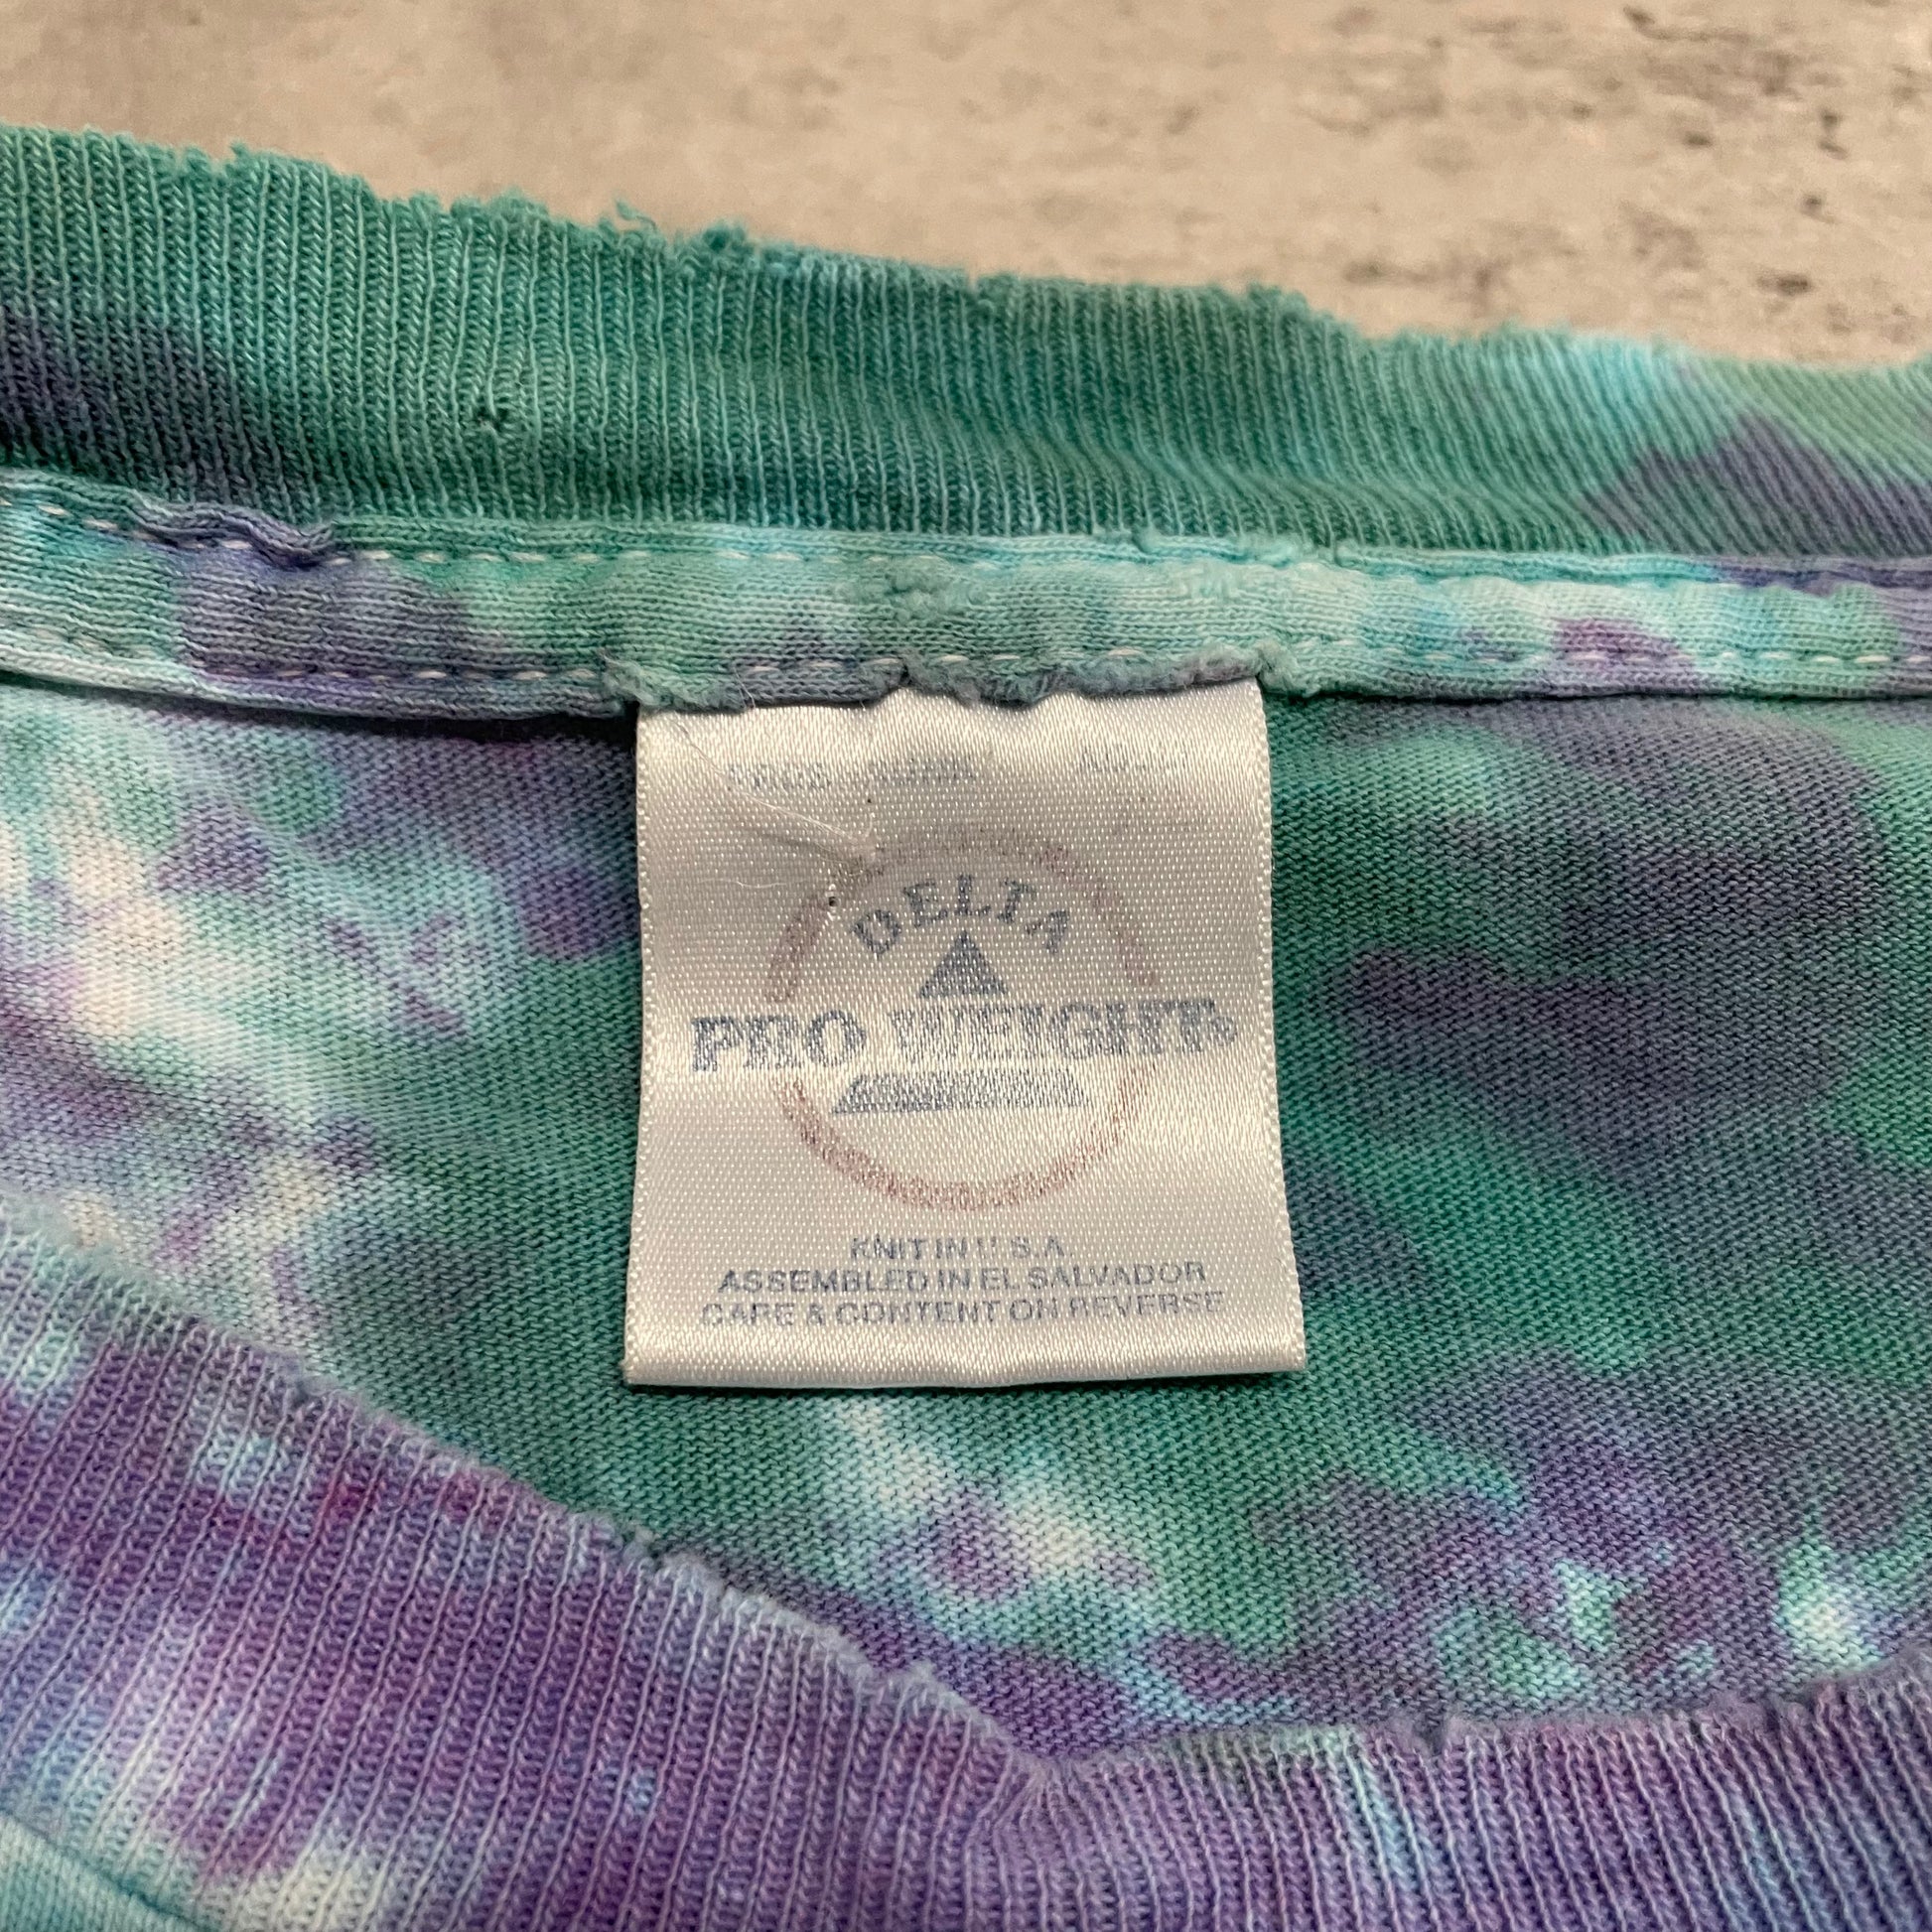 DELTA
PRO WEIGHT®
KNIT IN U.S.A.
ASSEMBLED IN EL SALVADOR
CARE & CONTENT ON REVERSE